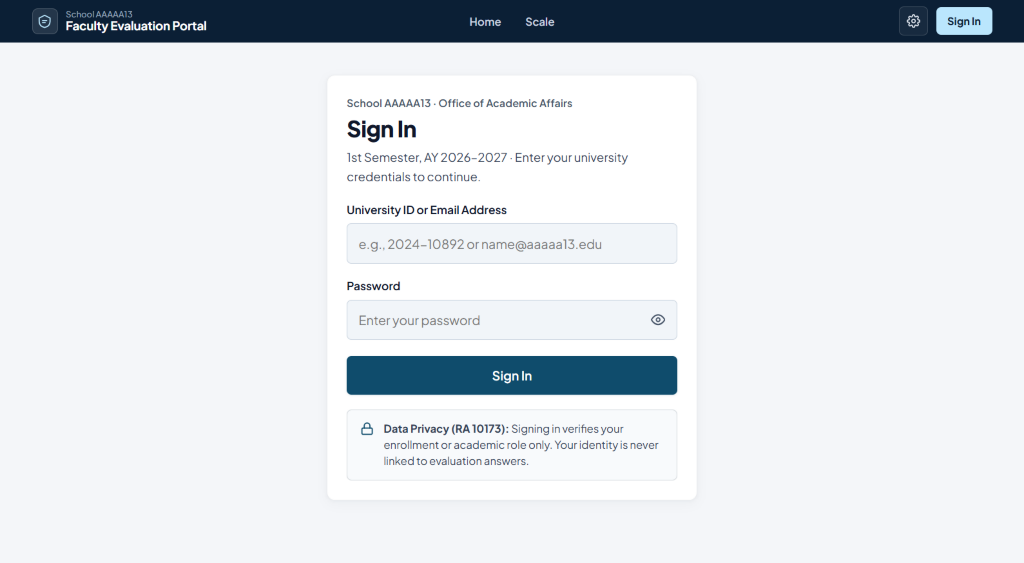 School AAAAA13
Faculty Evaluation Portal
Home
Scale
Sign In
School AAAAA13 · Office of Academic Affairs
Sign In
1st Semester, AY 2026–2027 · Enter your university
credentials to continue.
University ID or Email Address
e.g., 2024–10892 or name@aaaaa13.edu
Password
Enter your password
Sign In
Data Privacy (RA 10173): Signing in verifies your
enrollment or academic role only. Your identity is never
linked to evaluation answers.